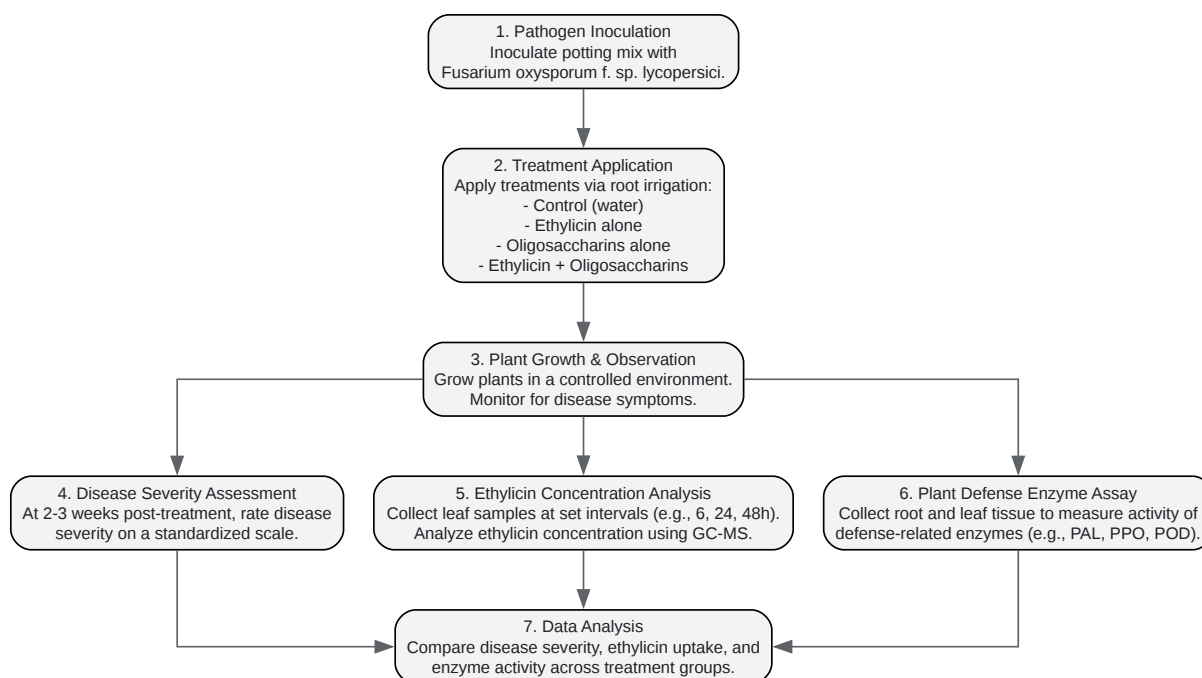 1. Pathogen Inoculation
Inoculate potting mix with
Fusarium oxysporum f. sp. lycopersici.
2. Treatment Application
Apply treatments via root irrigation:
- Control (water)
- Ethylicin alone
- Oligosaccharins alone
- Ethylicin + Oligosaccharins
3. Plant Growth & Observation
Grow plants in a controlled environment.
Monitor for disease symptoms.
4. Disease Severity Assessment
At 2-3 weeks post-treatment, rate disease
severity on a standardized scale.
5. Ethylicin Concentration Analysis
Collect leaf samples at set intervals (e.g., 6, 24, 48h).
Analyze ethylicin concentration using GC-MS.
6. Plant Defense Enzyme Assay
Collect root and leaf tissue to measure activity of
defense-related enzymes (e.g., PAL, PPO, POD).
7. Data Analysis
Compare disease severity, ethylicin uptake, and
enzyme activity across treatment groups.